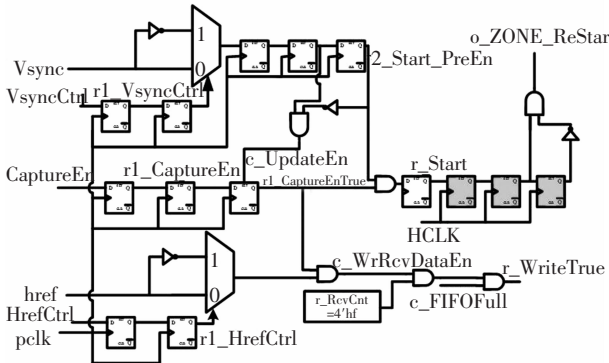 o_ZONE_ReStar
1
Vsync
0
r2_Start_PreEn
VsyncCtrl
r1_VsyncCtrl
c_UpdateEn
CaptureEn
r1_CaptureEn
r1_CaptureEnTrue
r_Start
HCLK
1
c_WrRcvDataEn
href
0
r_WriteTrue
HrefCtrl
r_RcvCnt
=4'hf
c_FIFOFull
pclk
r1_HrefCtrl